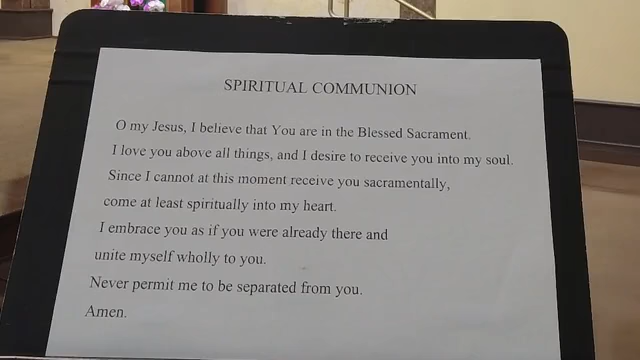 SPIRITUAL COMMUNION
O my Jesus, I believe that You are in the Blessed Sacrament.
I love you above all things, and I desire to receive you into my soul.
Since I cannot at this moment receive you sacramentally,
come at least spiritually into my heart.
I embrace you as if you were already there and
unite myself wholly to you.
Never permit me to be separated from you.
Amen.